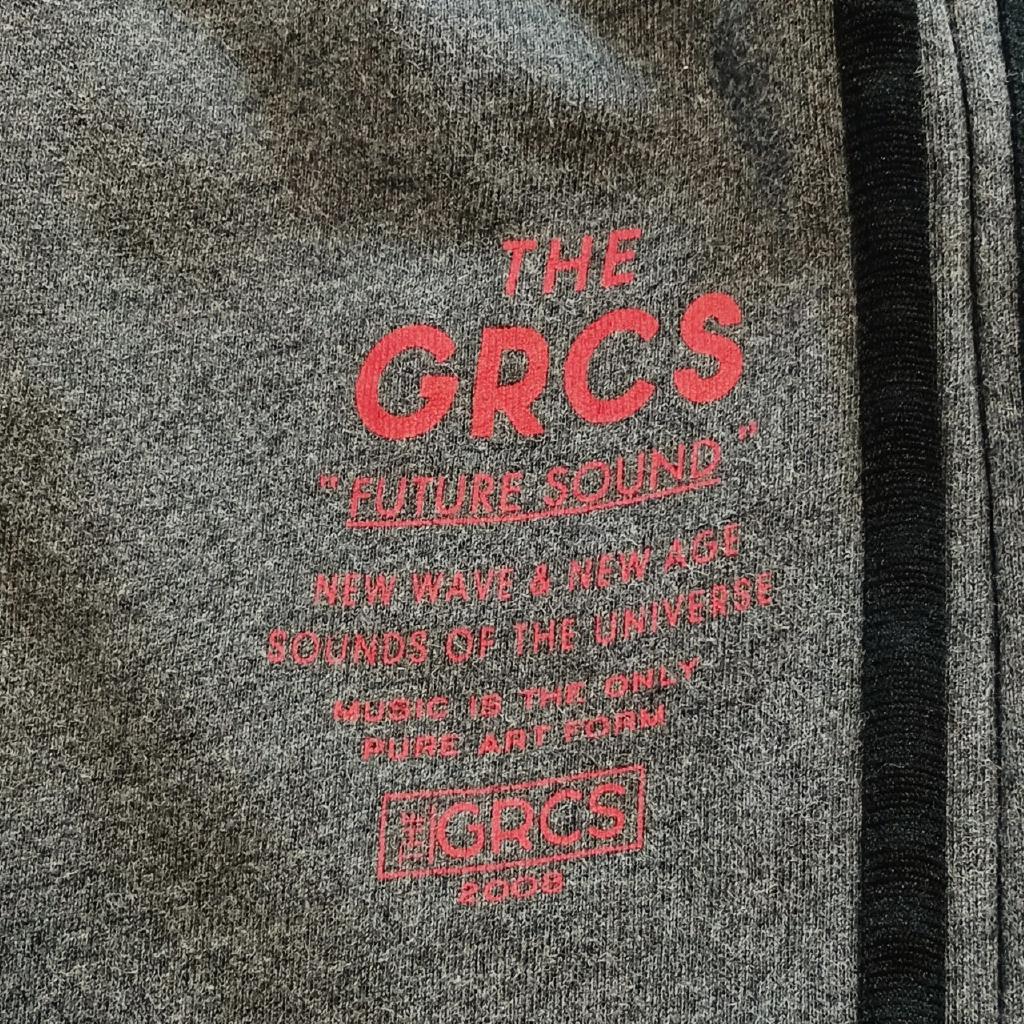 THE
GRCS
"FUTURE SOUND"
NEW WAVE & NEW AGE
SOUNDS OF THE UNIVERSE
MUSIC IS THE ONLY
PURE ART FORM
THE GRCS
2008